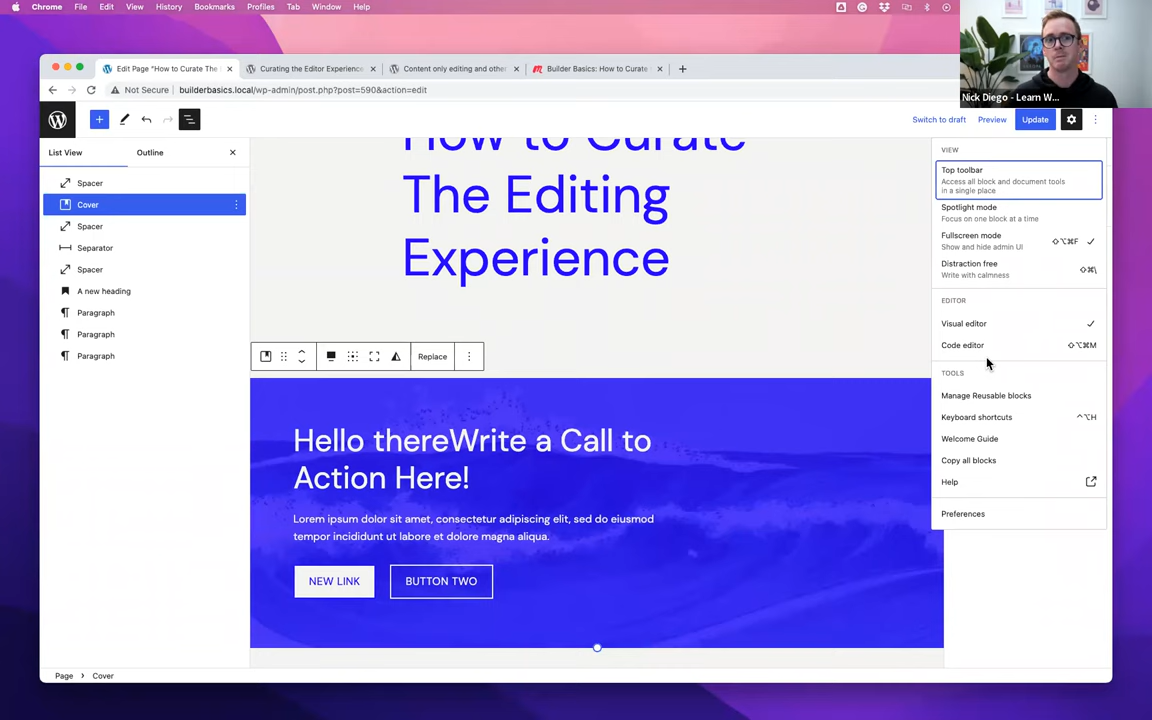 Chrome File Edit View History Bookmarks Profiles Tab Window Help
Nick Diego - Learn W...
Edit Page "How to Curate The
Curating the Editor Experience
Content only editing and other
Builder Basics: How to Curate
Not Secure builderbasics.local/wp-admin/post.php?post=590&action=edit
Switch to draft Preview Update
List View Outline
Spacer
Cover
Spacer
Separator
Spacer
A new heading
Paragraph
Paragraph
Paragraph
How to Curate
The Editing
Experience
Replace
Hello thereWrite a Call to
Action Here!
Lorem ipsum dolor sit amet, consectetur adipiscing elit, sed do eiusmod
tempor incididunt ut labore et dolore magna aliqua.
NEW LINK BUTTON TWO
VIEW
Top toolbar
Access all block and document tools
in a single place
Spotlight mode
Focus on one block at a time
Fullscreen mode ⇧⌥⌘F
Show and hide admin UI
Distraction free ⇧⌘\
Write with calmness
EDITOR
Visual editor
Code editor ⇧⌥⌘M
TOOLS
Manage Reusable blocks
Keyboard shortcuts ⌃⌥H
Welcome Guide
Copy all blocks
Help
Preferences
Page Cover